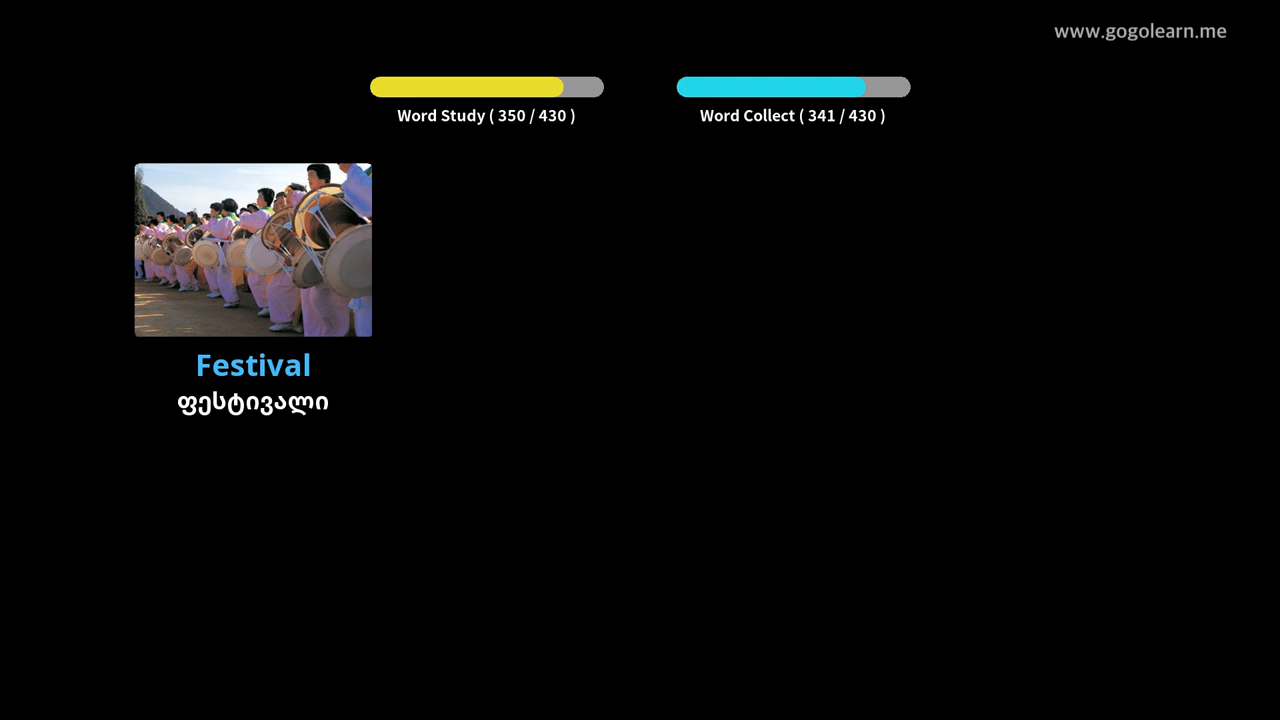 www.gogolearn.me
Word Study ( 350 / 430 )
Word Collect ( 341 / 430 )
Festival
ფესტივალი